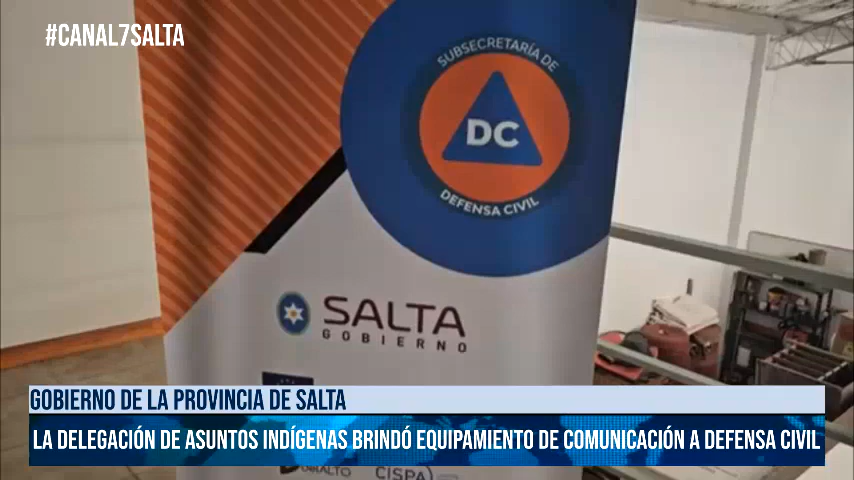 #CANAL7SALTA
SUBSECRETARÍA DE
DC
DEFENSA CIVIL
SALTA
GOBIERNO
GOBIERNO DE LA PROVINCIA DE SALTA
LA DELEGACIÓN DE ASUNTOS INDÍGENAS BRINDÓ EQUIPAMIENTO DE COMUNICACIÓN A DEFENSA CIVIL
CISPA